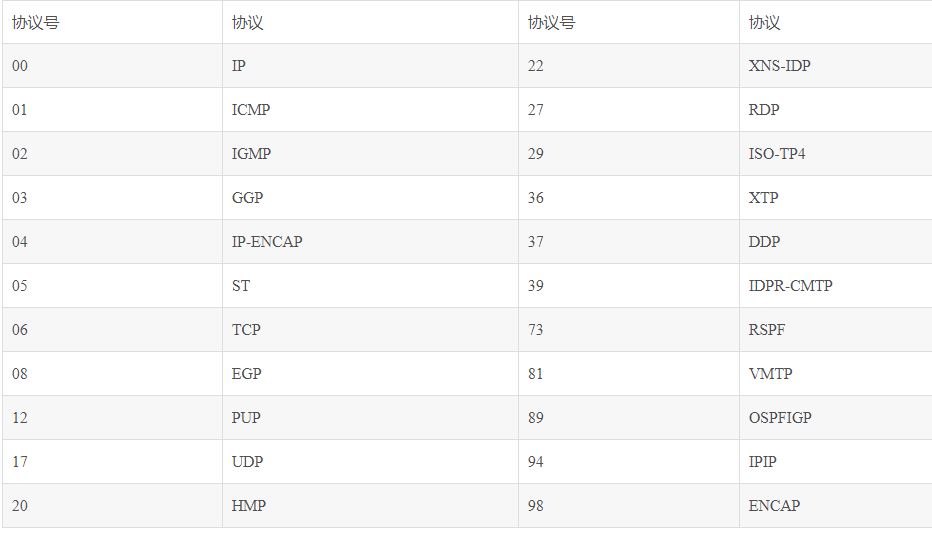 协议号 协议 协议号 协议
00 IP 22 XNS-IDP
01 ICMP 27 RDP
02 IGMP 29 ISO-TP4
03 GGP 36 XTP
04 IP-ENCAP 37 DDP
05 ST 39 IDPR-CMTP
06 TCP 73 RSPF
08 EGP 81 VMTP
12 PUP 89 OSPFIGP
17 UDP 94 IPIP
20 HMP 98 ENCAP